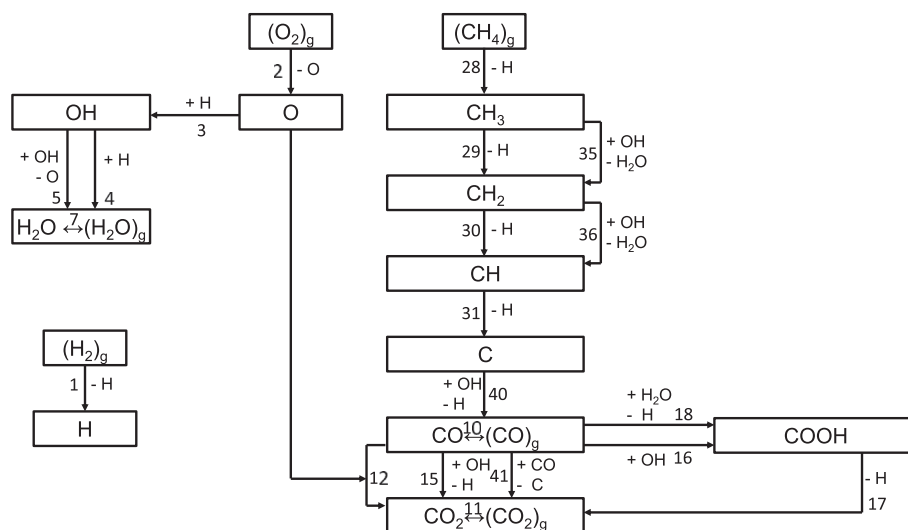 (O₂)g
(CH₄)g
2
- O
28
- H
OH
+ H
3
O
CH₃
+ OH
- O
5
+ H
4
29
- H
35
+ OH
- H₂O
H₂O ↔ (H₂O)g
7
CH₂
30
- H
36
+ OH
- H₂O
CH
31
- H
(H₂)g
C
1
- H
+ OH
- H
40
H
+ H₂O
- H 18
CO ↔ (CO)g
10
COOH
+ OH 16
12
15
+ OH
- H
41
+ CO
- C
- H
17
CO₂ ↔ (CO₂)g
11